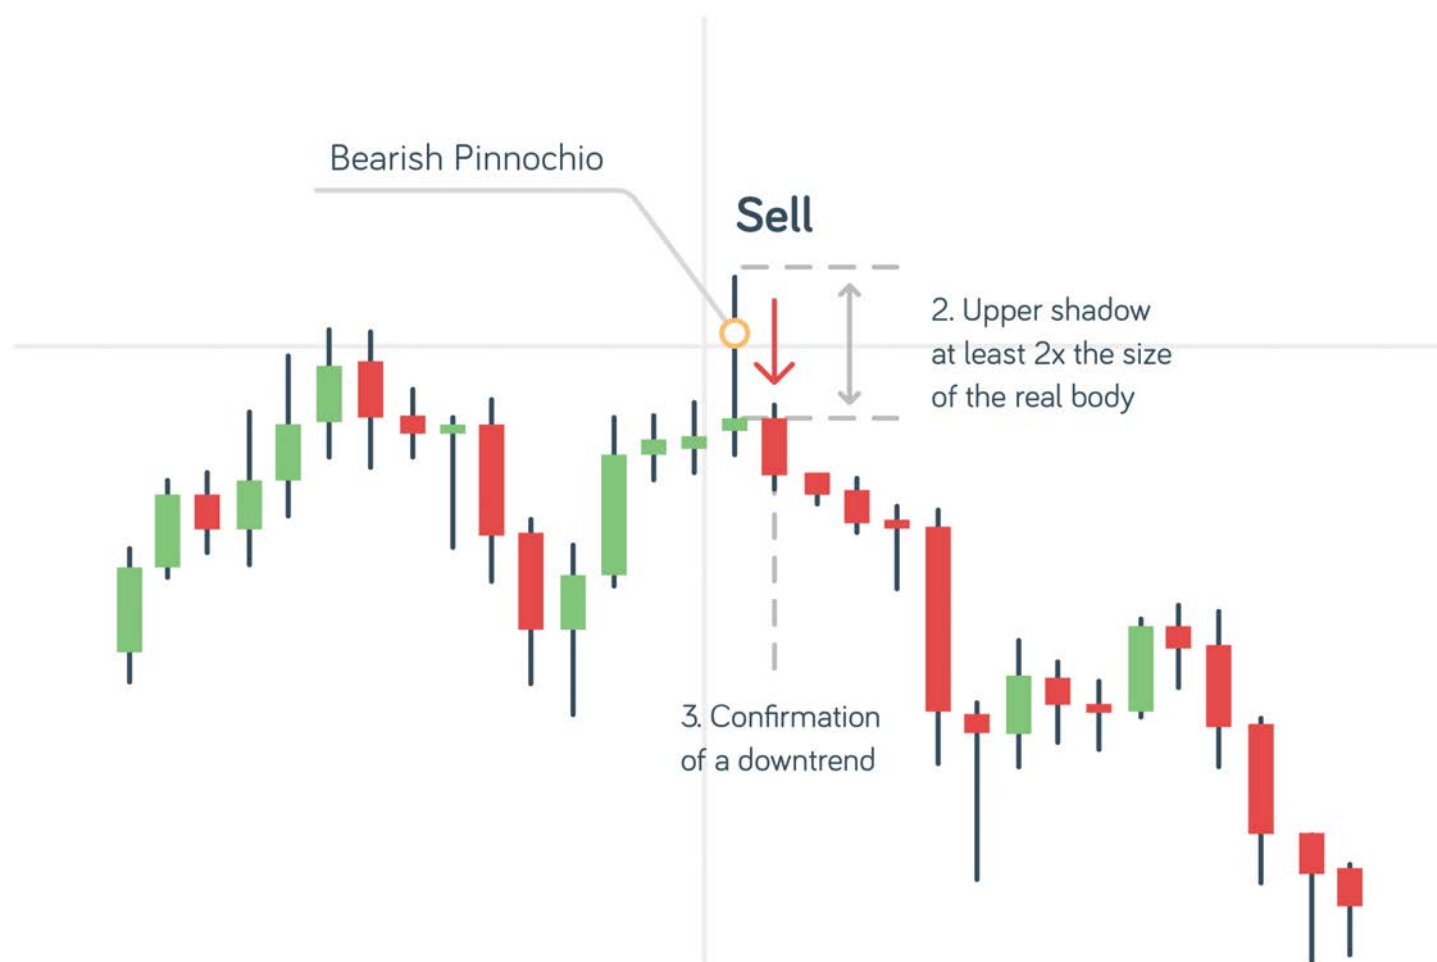 Bearish Pinnochio
Sell
2. Upper shadow
at least 2x the size
of the real body
3. Confirmation
of a downtrend